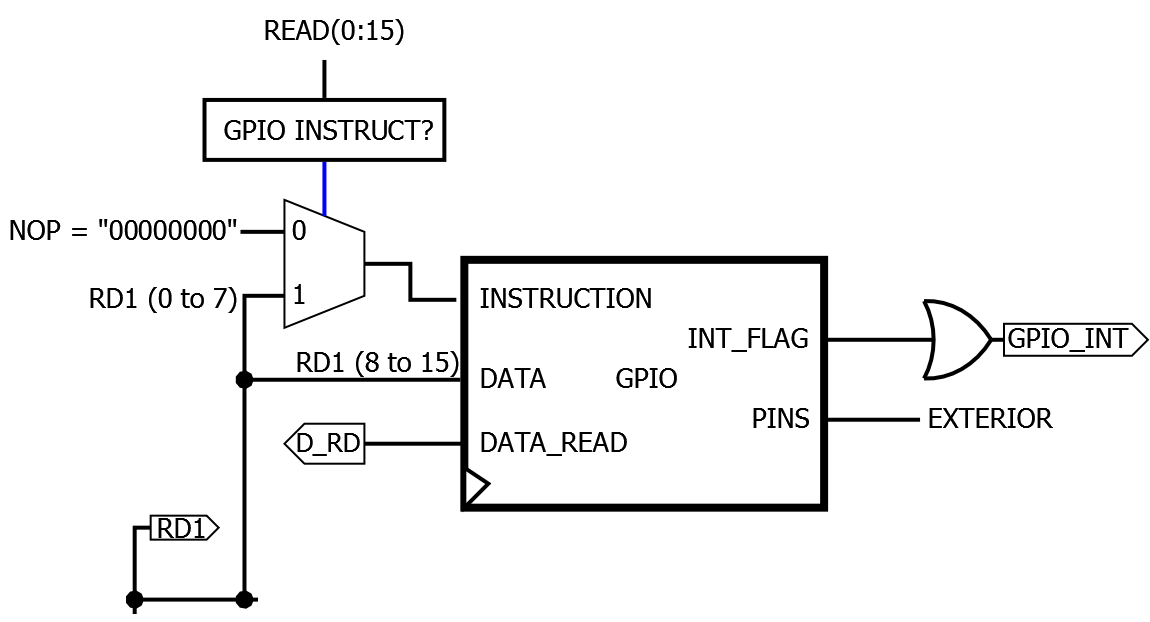 READ(0:15)
GPIO INSTRUCT?
NOP = "00000000"
0
RD1 (0 to 7)
1
INSTRUCTION
INT_FLAG
GPIO_INT
RD1 (8 to 15)
DATA
GPIO
PINS
EXTERIOR
D_RD
DATA_READ
RD1